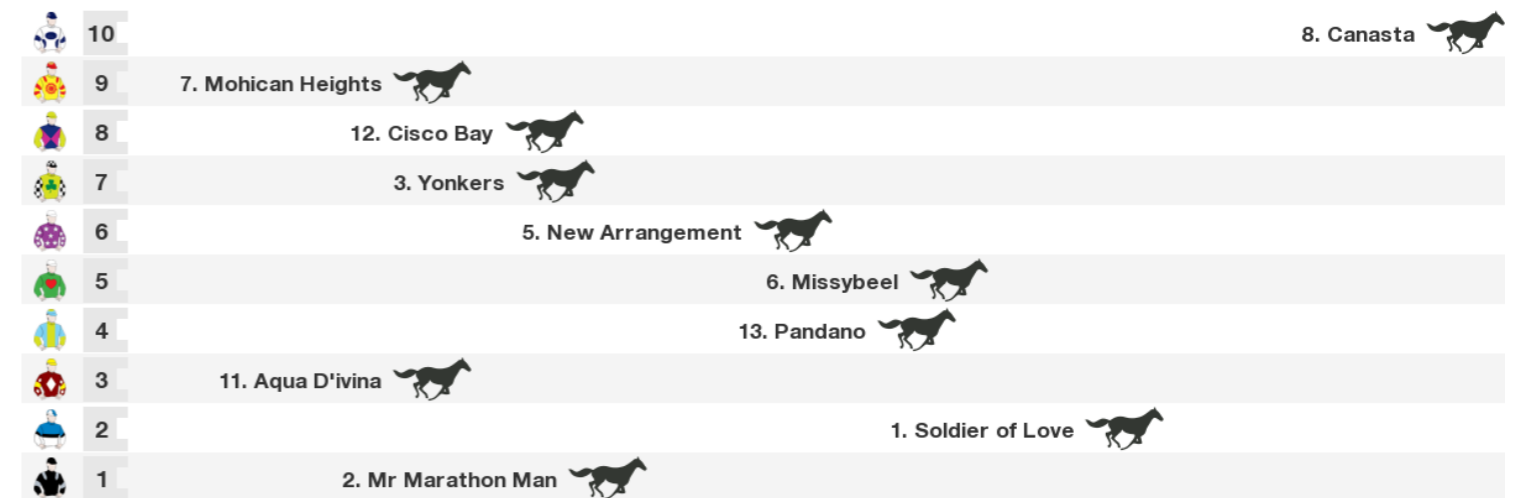 10 8. Canasta
9 7. Mohican Heights
8 12. Cisco Bay
7 3. Yonkers
6 5. New Arrangement
5 6. Missybeel
4 13. Pandano
3 11. Aqua D'ivina
2 1. Soldier of Love
1 2. Mr Marathon Man